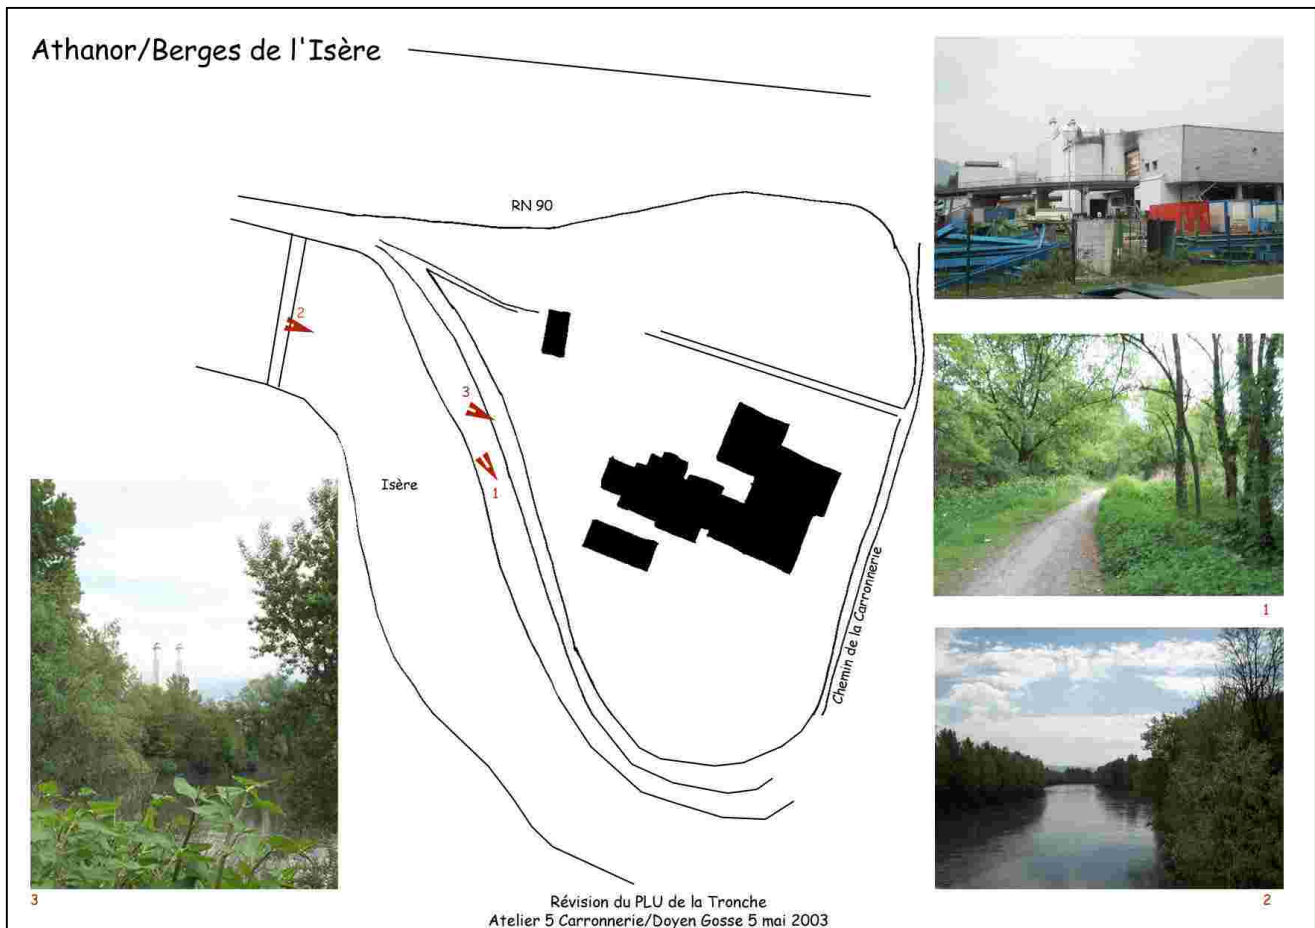 Athanor/Berges de l'Isère
RN 90
2
3
1
Isère
Chemin de la Carronnerie
1
3
2
Révision du PLU de la Tronche
Atelier 5 Carronnerie/Doyen Gosse 5 mai 2003